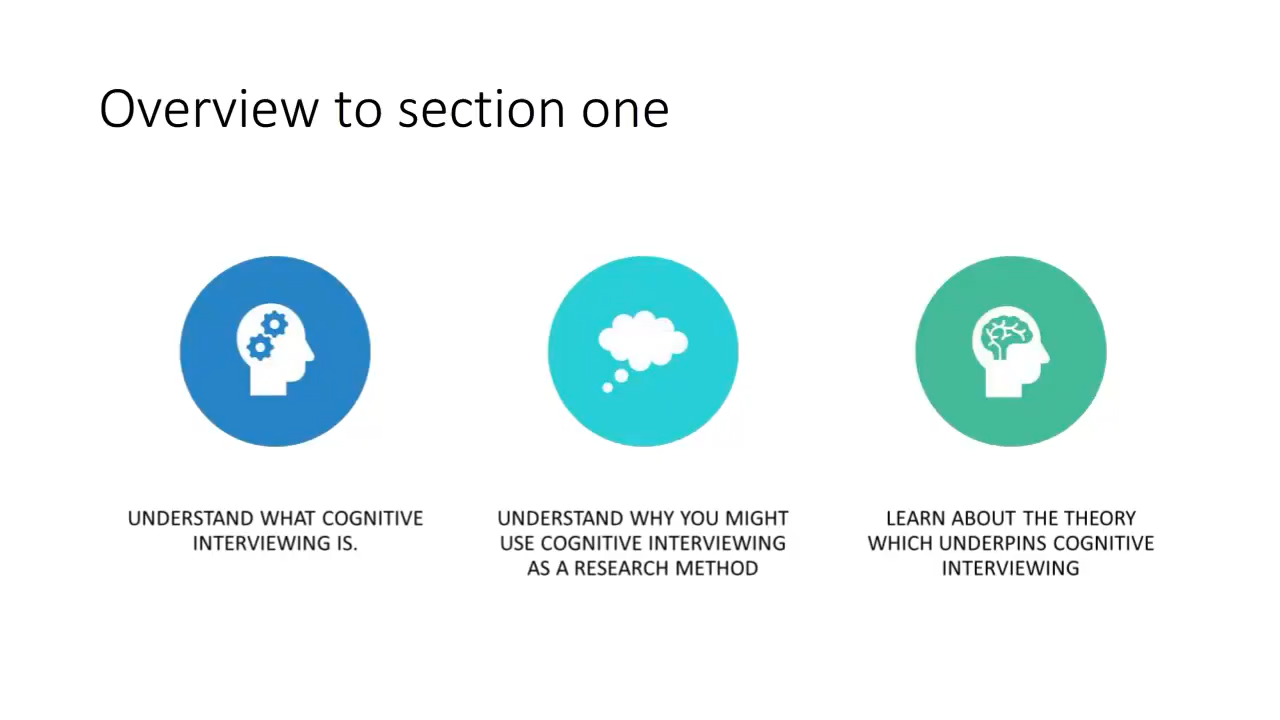 Overview to section one
UNDERSTAND WHAT COGNITIVE
INTERVIEWING IS.
UNDERSTAND WHY YOU MIGHT
USE COGNITIVE INTERVIEWING
AS A RESEARCH METHOD
LEARN ABOUT THE THEORY
WHICH UNDERPINS COGNITIVE
INTERVIEWING